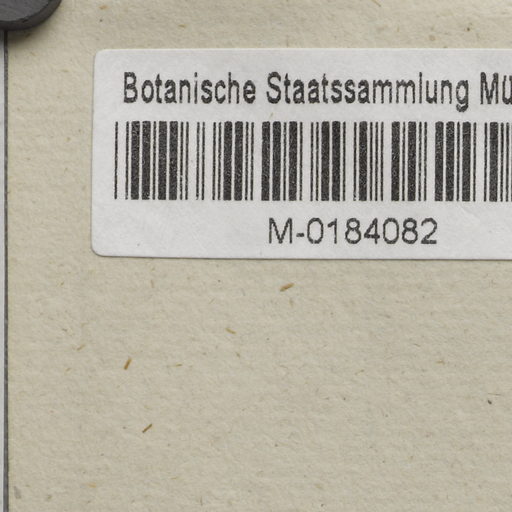 Botanische Staatssammlung Mü
M-0184082